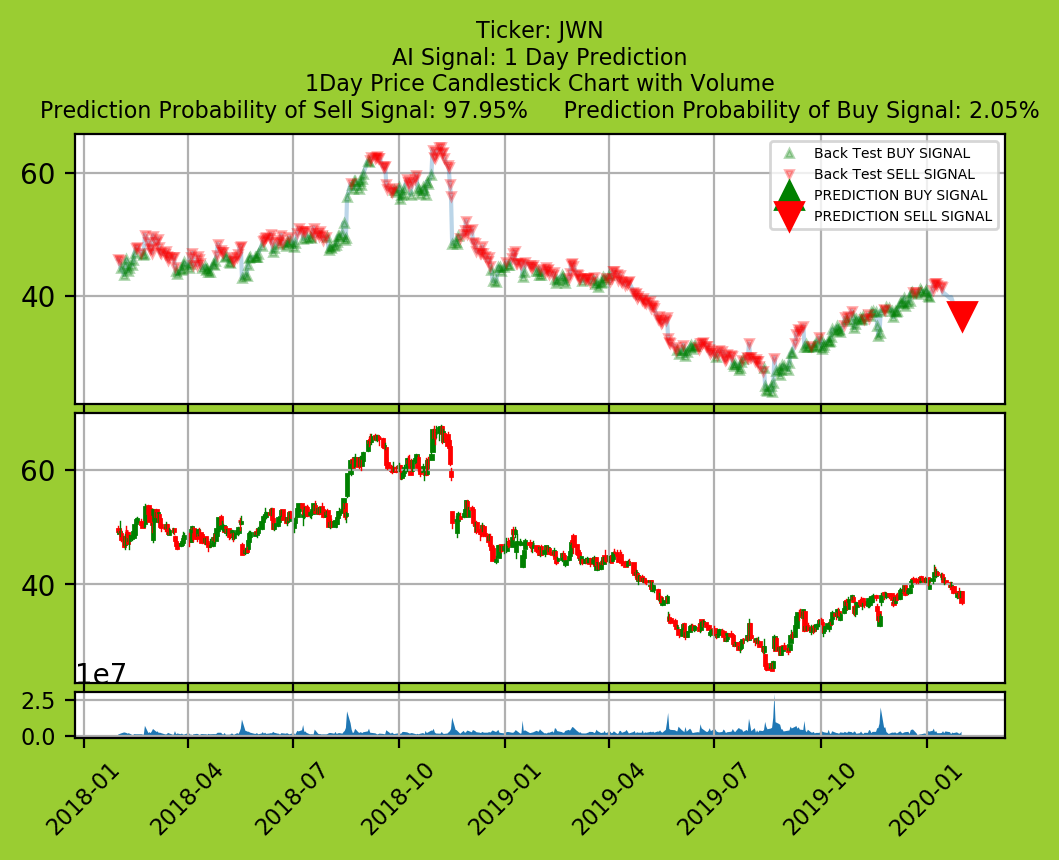 Ticker: JWN
AI Signal: 1 Day Prediction
1Day Price Candlestick Chart with Volume
Prediction Probability of Sell Signal: 97.95% Prediction Probability of Buy Signal: 2.05%
Back Test BUY SIGNAL
Back Test SELL SIGNAL
PREDICTION BUY SIGNAL
PREDICTION SELL SIGNAL
60
40
60
40
1e7
2.5
0.0
2018-01 2018-04 2018-07 2018-10 2019-01 2019-04 2019-07 2019-10 2020-01